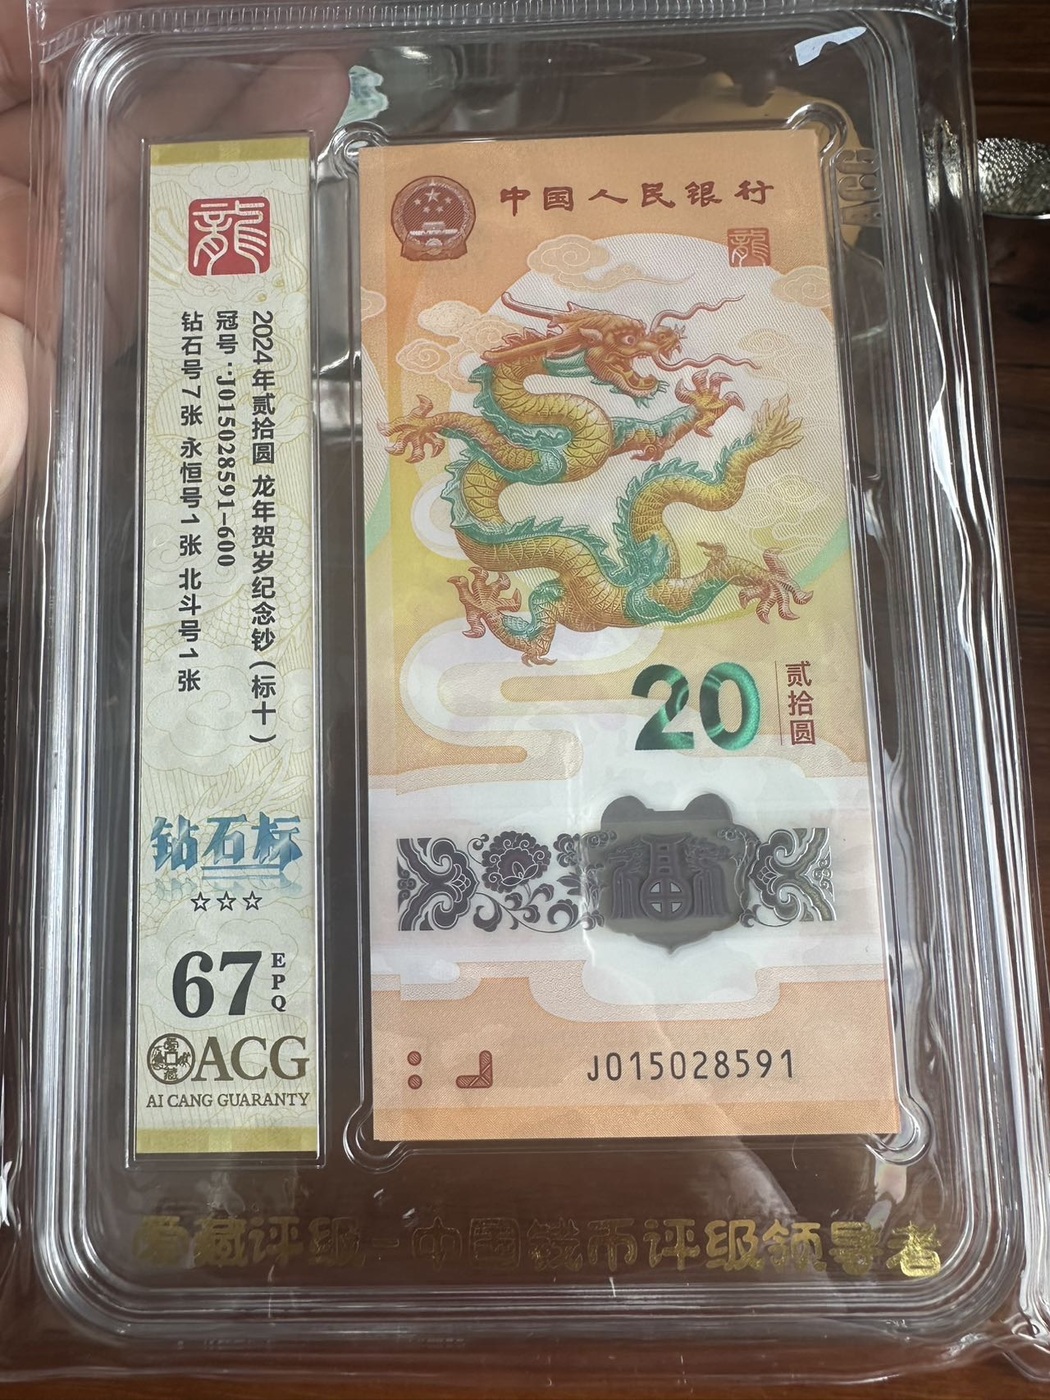 龍
2024年贰拾圆 龙年贺岁纪念钞(标十)
冠号:J015028591-600
钻石号7张 永恒号1张 北斗号1张
钻石标
☆☆☆
67
EPQ
ACG
AI CANG GUARANTY
中国人民银行
龍
20
贰拾圆
福
J015028591
爱藏评级-中国钱币评级领导者